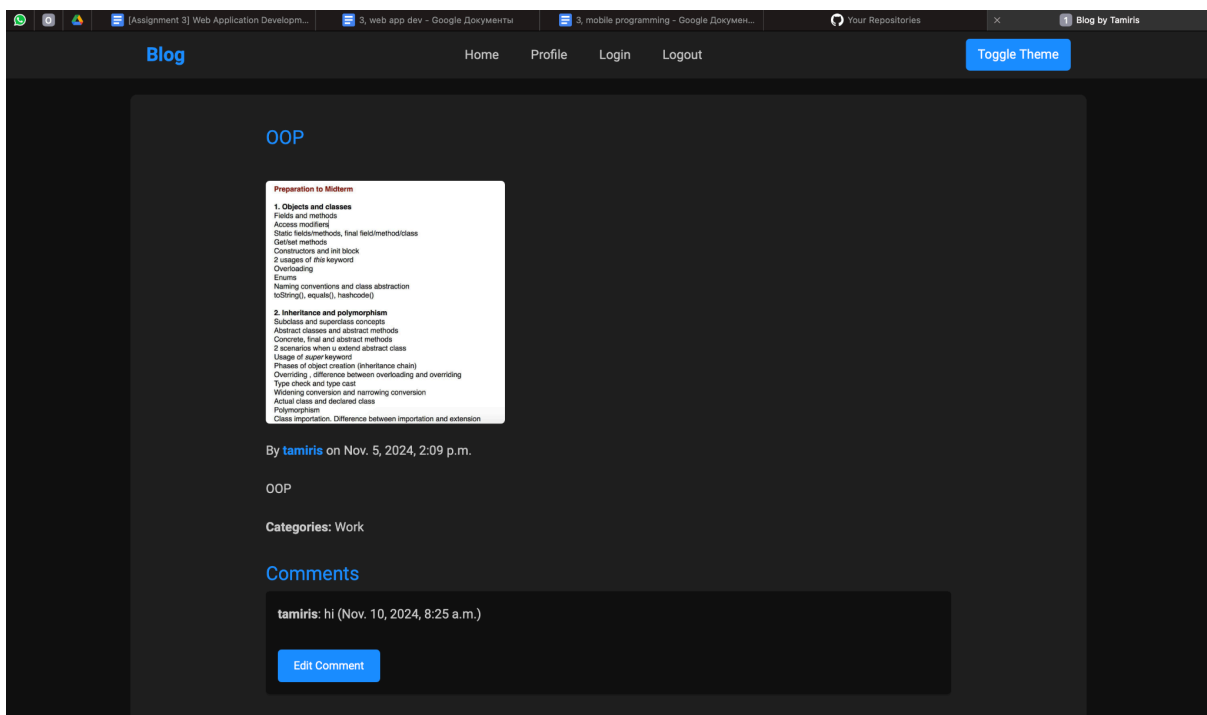 [Assignment 3] Web Application Developm...
3, web app dev – Google Документы
3, mobile programming – Google Докумен...
Your Repositories
1 Blog by Tamiris
Blog
Home Profile Login Logout
Toggle Theme
OOP
Preparation to Midterm
1. Objects and classes
Fields and methods
Access modifiers
Static fields/methods, final field/method/class
Get/set methods
Constructors and init block
2 usages of this keyword
Overloading
Enums
Naming conventions and class abstraction
toString(), equals(), hashcode()
2. Inheritance and polymorphism
Subclass and superclass concepts
Abstract classes and abstract methods
Concrete, final and abstract methods
2 scenarios when u extend abstract class
Usage of super keyword
Phases of object creation (inheritance chain)
Overriding , difference between overloading and overriding
Type check and type cast
Widening conversion and narrowing conversion
Actual class and declared class
Polymorphism
Class importation. Difference between importation and extension
By tamiris on Nov. 5, 2024, 2:09 p.m.
OOP
Categories: Work
Comments
tamiris: hi (Nov. 10, 2024, 8:25 a.m.)
Edit Comment